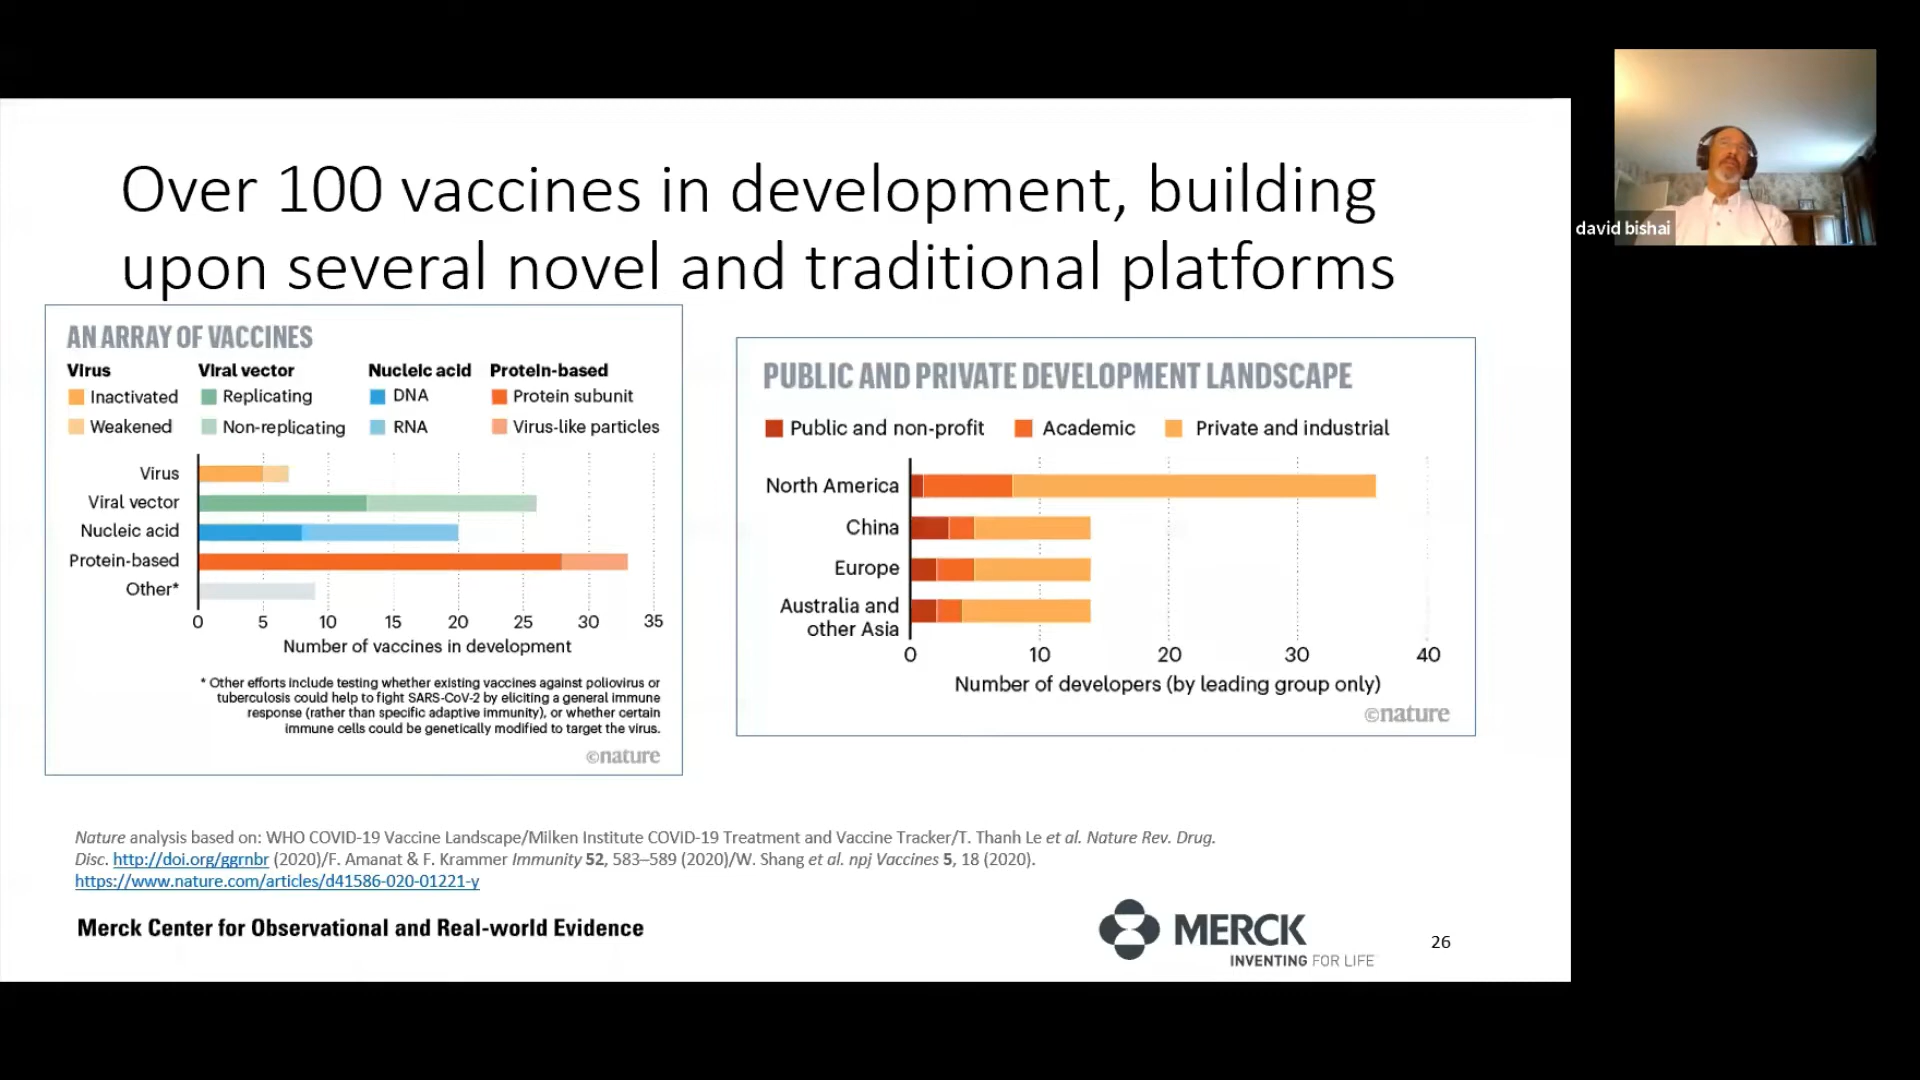 Over 100 vaccines in development, building
upon several novel and traditional platforms
david bishai
AN ARRAY OF VACCINES
Virus Viral vector Nucleic acid Protein-based
Inactivated Replicating DNA Protein subunit
Weakened Non-replicating RNA Virus-like particles
Virus
Viral vector
Nucleic acid
Protein-based
Other*
0 5 10 15 20 25 30 35
Number of vaccines in development
* Other efforts include testing whether existing vaccines against poliovirus or
tuberculosis could help to fight SARS-CoV-2 by eliciting a general immune
response (rather than specific adaptive immunity), or whether certain
immune cells could be genetically modified to target the virus.
©nature
PUBLIC AND PRIVATE DEVELOPMENT LANDSCAPE
Public and non-profit Academic Private and industrial
North America
China
Europe
Australia and
other Asia
0 10 20 30 40
Number of developers (by leading group only)
©nature
Nature analysis based on: WHO COVID-19 Vaccine Landscape/Milken Institute COVID-19 Treatment and Vaccine Tracker/T. Thanh Le et al. Nature Rev. Drug.
Disc. http://doi.org/ggrnbr (2020)/F. Amanat & F. Krammer Immunity 52, 583–589 (2020)/W. Shang et al. npj Vaccines 5, 18 (2020).
https://www.nature.com/articles/d41586-020-01221-y
Merck Center for Observational and Real-world Evidence
MERCK
INVENTING FOR LIFE
26